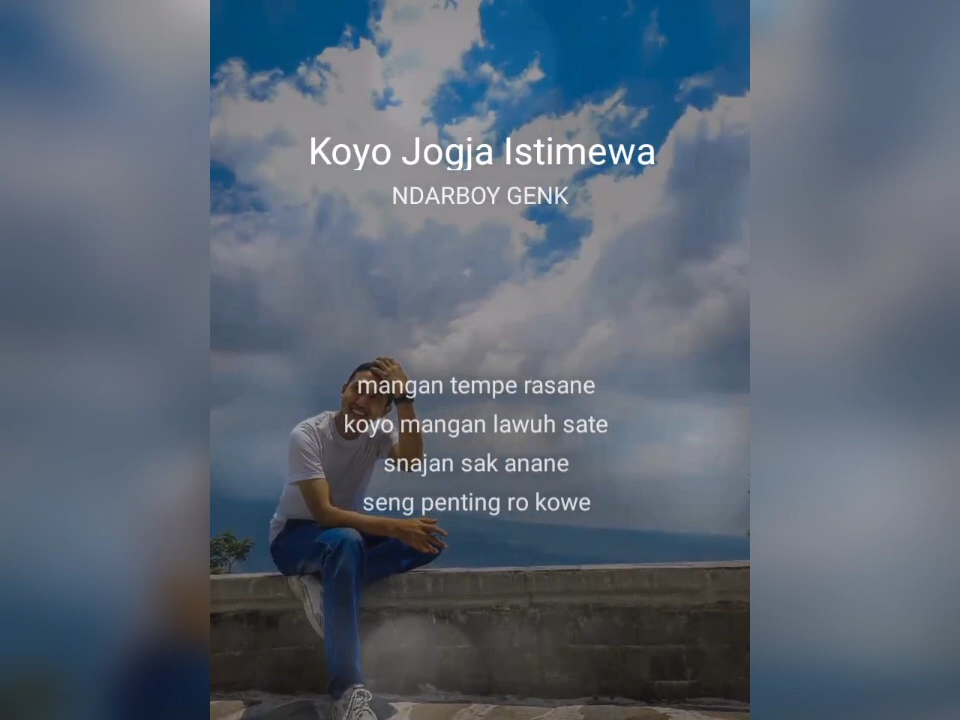 Koyo Jogja Istimewa
NDARBOY GENK
mangan tempe rasane
koyo mangan lawuh sate
snajan sak anane
seng penting ro kowe